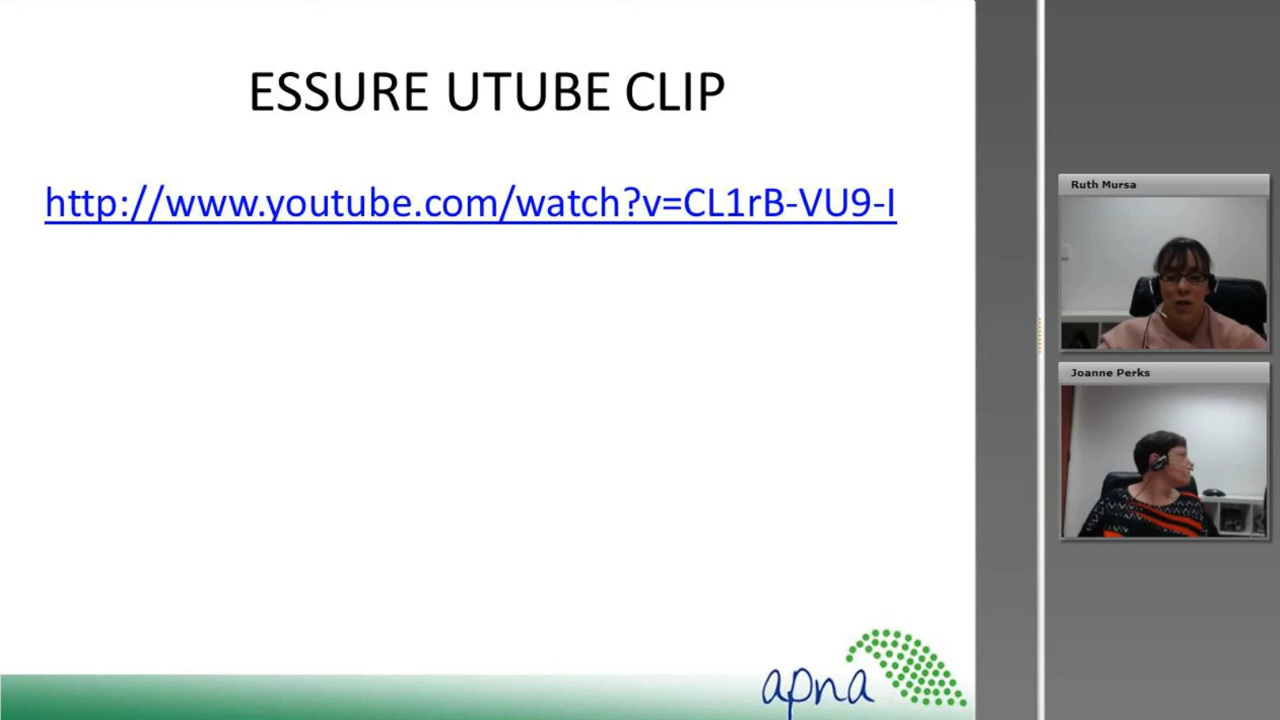 ESSURE UTUBE CLIP
http://www.youtube.com/watch?v=CL1rB-VU9-I
Ruth Mursa
Joanne Perks
apna